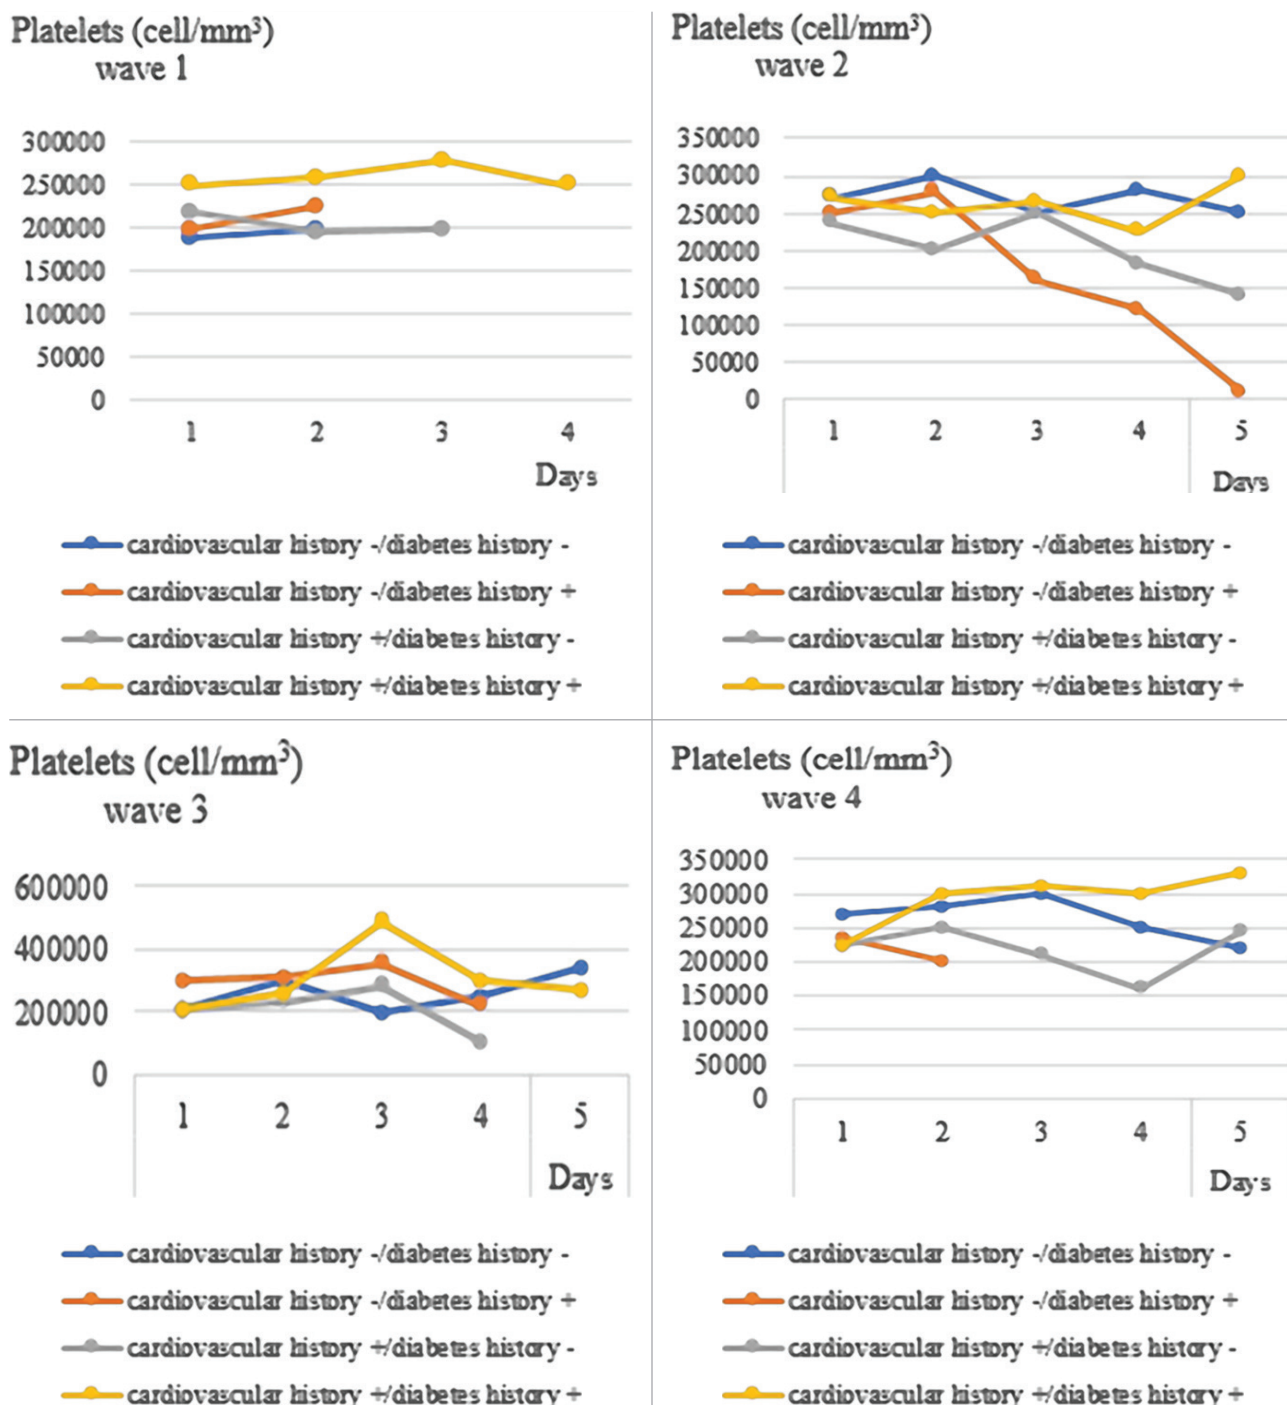 Platelets (cell/mm³)
wave 1
300000
250000
200000
150000
100000
50000
0
1 2 3 4
Days
cardiovascular history -/diabetes history -
cardiovascular history -/diabetes history +
cardiovascular history +/diabetes history -
cardiovascular history +/diabetes history +
Platelets (cell/mm³)
wave 2
350000
300000
250000
200000
150000
100000
50000
0
1 2 3 4 5
Days
cardiovascular history -/diabetes history -
cardiovascular history -/diabetes history +
cardiovascular history +/diabetes history -
cardiovascular history +/diabetes history +
Platelets (cell/mm³)
wave 3
600000
400000
200000
0
1 2 3 4 5
Days
cardiovascular history -/diabetes history -
cardiovascular history -/diabetes history +
cardiovascular history +/diabetes history -
cardiovascular history +/diabetes history +
Platelets (cell/mm³)
wave 4
350000
300000
250000
200000
150000
100000
50000
0
1 2 3 4 5
Days
cardiovascular history -/diabetes history -
cardiovascular history -/diabetes history +
cardiovascular history +/diabetes history -
cardiovascular history +/diabetes history +